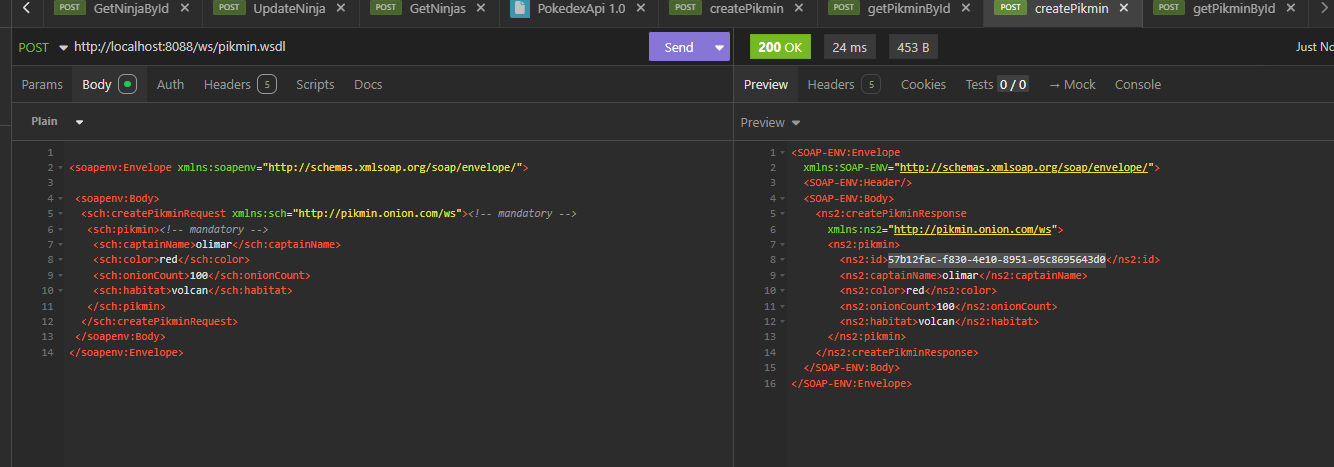 POST GetNinjaById ×
POST UpdateNinja ×
POST GetNinjas ×
PokedexApi 1.0 ×
POST createPikmin ×
POST getPikminById ×
POST createPikmin ×
POST getPikminById ×
POST http://localhost:8088/ws/pikmin.wsdl Send
200 OK 24 ms 453 B Just No
Params Body Auth Headers 5 Scripts Docs
Preview Headers 5 Cookies Tests 0 / 0 → Mock Console
Plain
Preview
1
2 <soapenv:Envelope xmlns:soapenv="http://schemas.xmlsoap.org/soap/envelope/">
3
4 <soapenv:Body>
5 <sch:createPikminRequest xmlns:sch="http://pikmin.onion.com/ws"><!-- mandatory -->
6 <sch:pikmin><!-- mandatory -->
7 <sch:captainName>olimar</sch:captainName>
8 <sch:color>red</sch:color>
9 <sch:onionCount>100</sch:onionCount>
10 <sch:habitat>volcan</sch:habitat>
11 </sch:pikmin>
12 </sch:createPikminRequest>
13 </soapenv:Body>
14 </soapenv:Envelope>
1 <SOAP-ENV:Envelope
2 xmlns:SOAP-ENV="http://schemas.xmlsoap.org/soap/envelope/">
3 <SOAP-ENV:Header/>
4 <SOAP-ENV:Body>
5 <ns2:createPikminResponse
6 xmlns:ns2="http://pikmin.onion.com/ws">
7 <ns2:pikmin>
8 <ns2:id>57b12fac-f830-4e10-8951-05c8695643d0</ns2:id>
9 <ns2:captainName>olimar</ns2:captainName>
10 <ns2:color>red</ns2:color>
11 <ns2:onionCount>100</ns2:onionCount>
12 <ns2:habitat>volcan</ns2:habitat>
13 </ns2:pikmin>
14 </ns2:createPikminResponse>
15 </SOAP-ENV:Body>
16 </SOAP-ENV:Envelope>